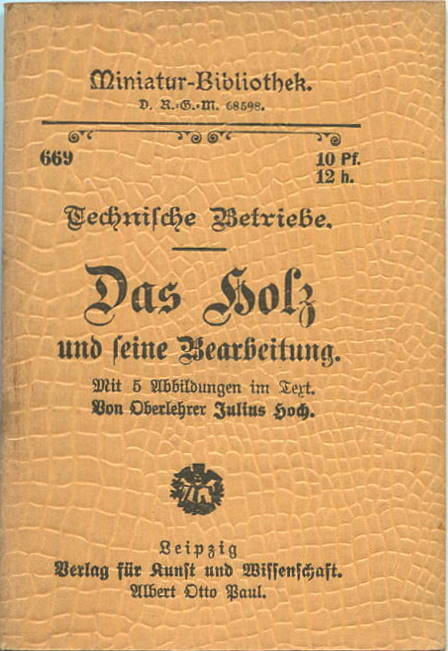 Miniatur-Bibliothek.
D. R.-G.-M. 68598.
669
10 Pf.
12 h.
Technische Betriebe.
Das Holz
und seine Bearbeitung.
Mit 5 Abbildungen im Text.
Von Oberlehrer Julius Hoch.
Leipzig
Verlag für Kunst und Wissenschaft.
Albert Otto Paul.